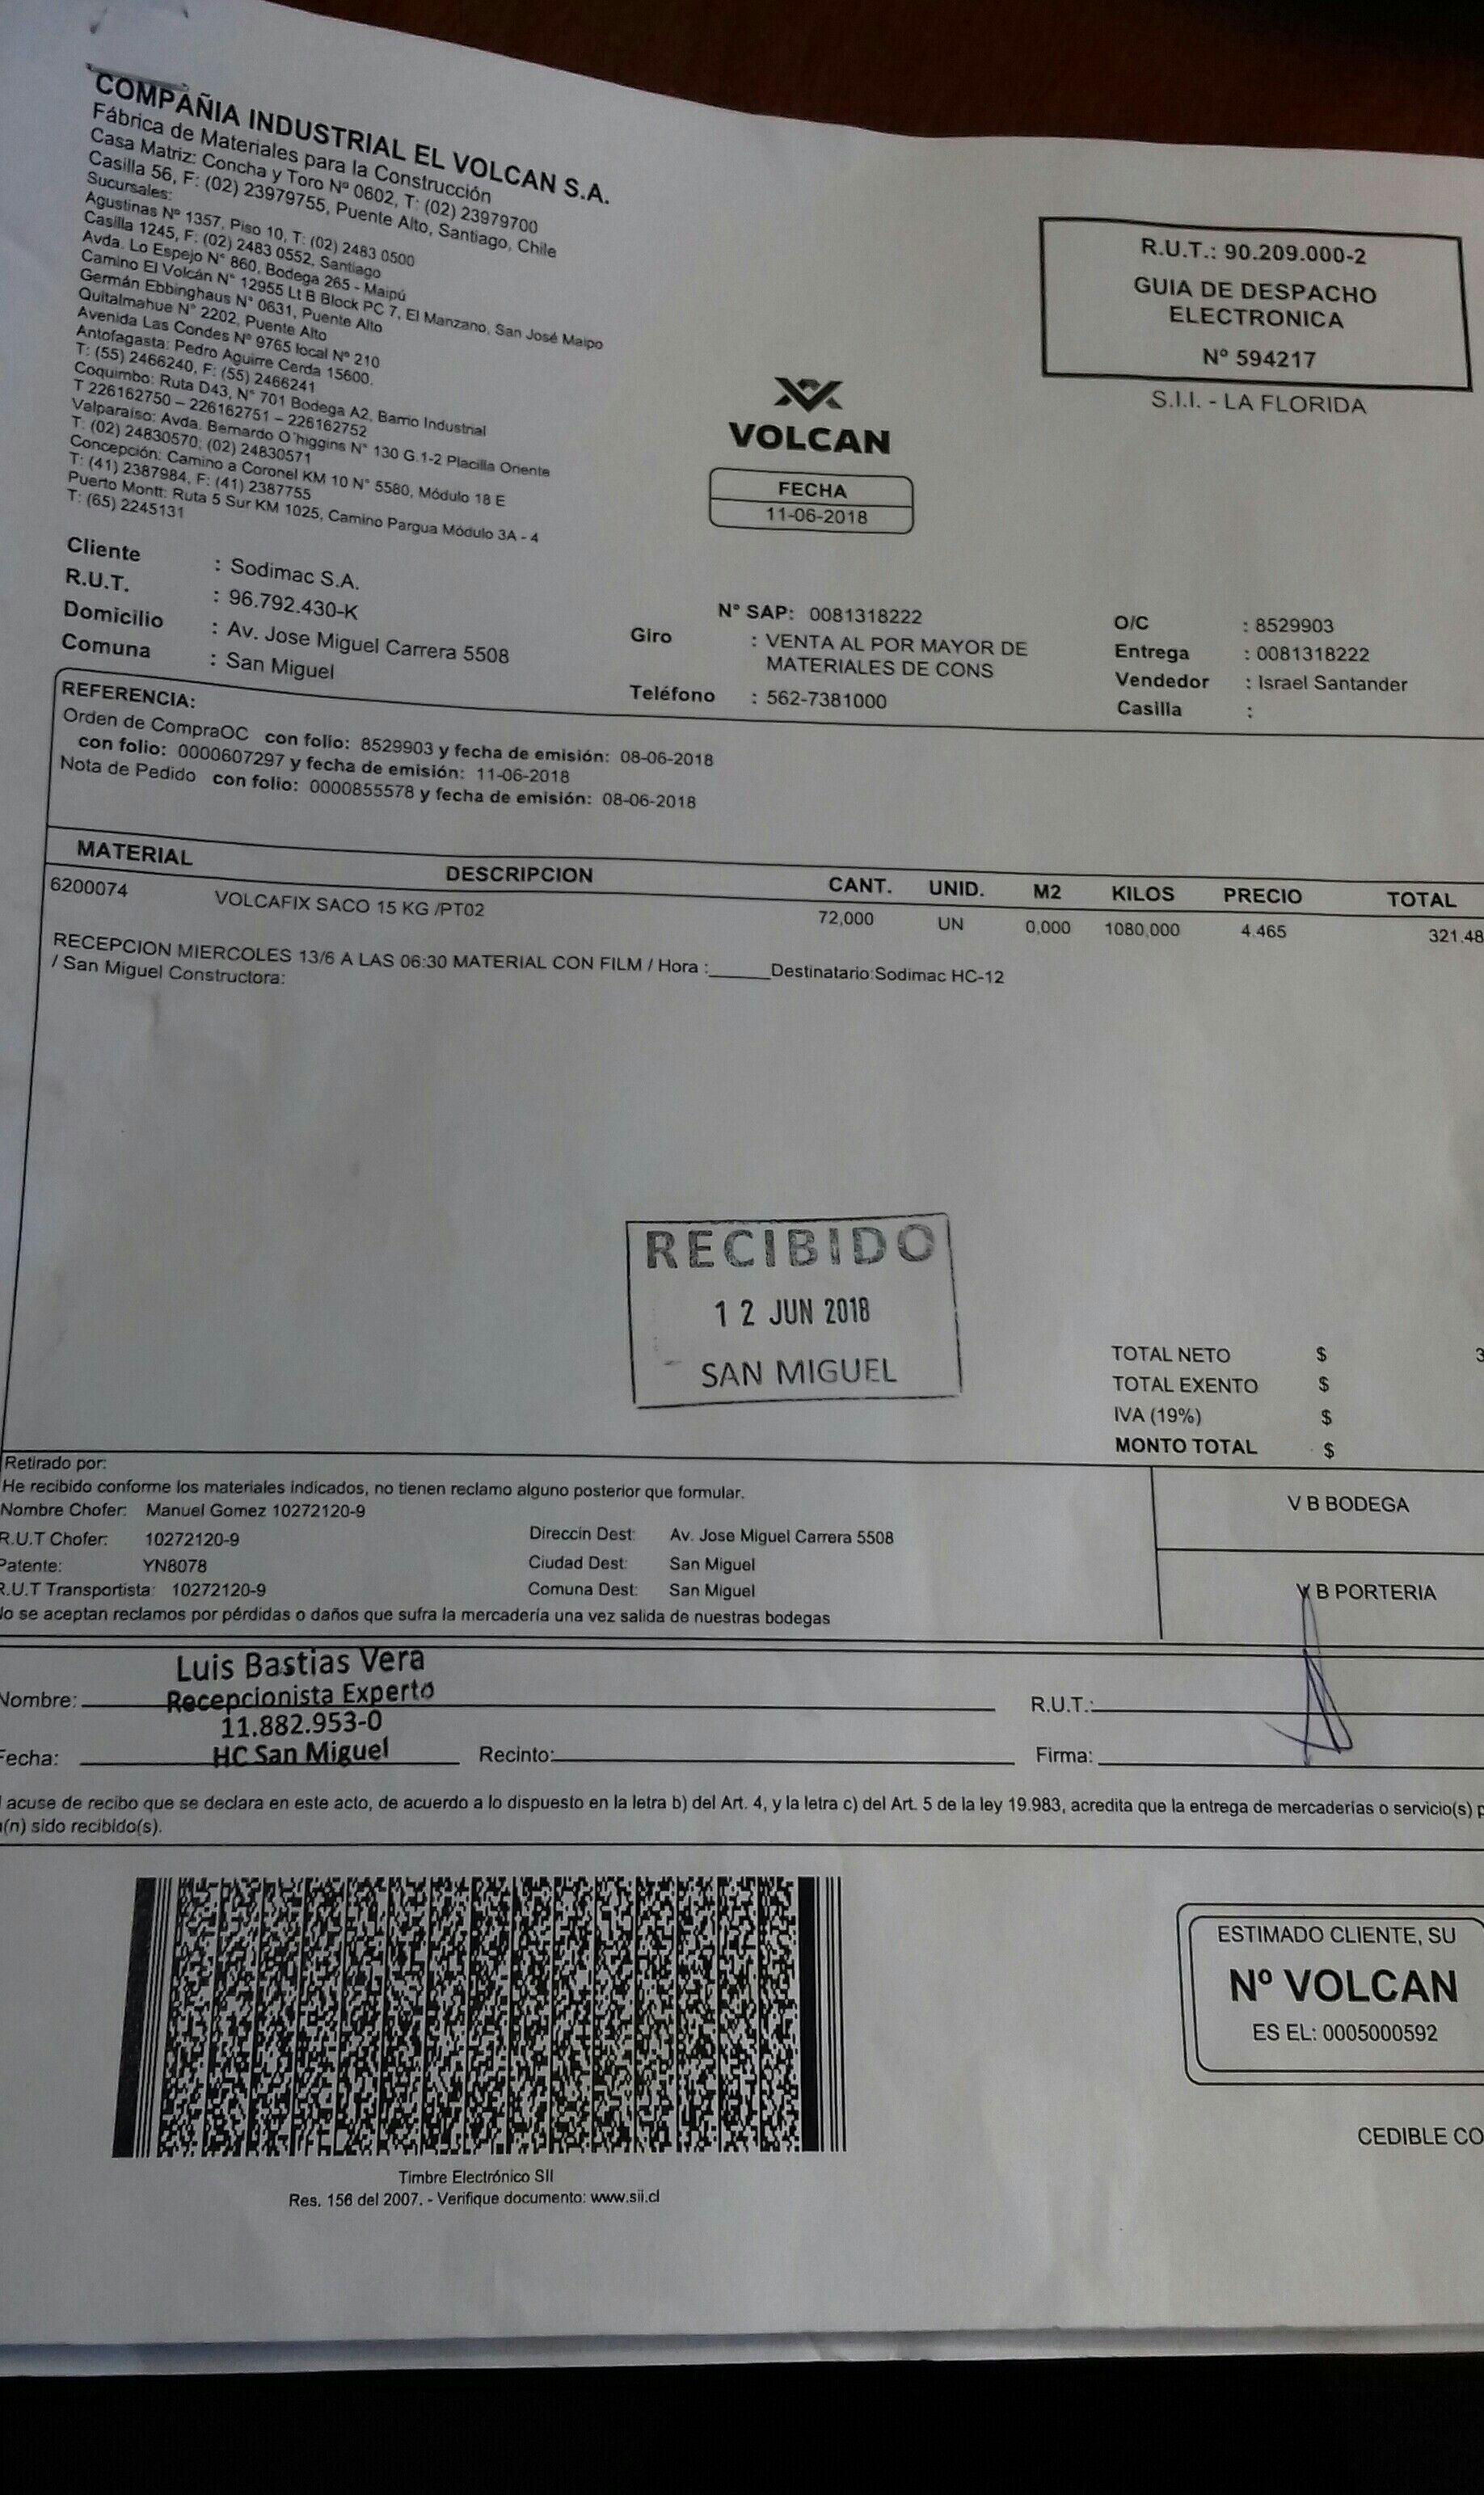 COMPAÑIA INDUSTRIAL EL VOLCAN S.A.
Fábrica de Materiales para la Construcción
Casa Matriz: Concha y Toro Nº 0602, T: (02) 23979700
Casilla 56, F: (02) 23979755, Puente Alto, Santiago, Chile
Sucursales:
Agustinas Nº 1357, Piso 10, T: (02) 2483 0500
Casilla 1245, F: (02) 2483 0552, Santiago
Avda. Lo Espejo N° 860, Bodega 265 - Maipú
Camino El Volcán N° 12955 Lt B Block PC 7, El Manzano, San José Maipo
Germán Ebbinghaus N° 0631, Puente Alto
Quitalmahue N° 2202, Puente Alto
Avenida Las Condes Nº 9765 local Nº 210
Antofagasta: Pedro Aguirre Cerda 15600.
T: (55) 2466240, F: (55) 2466241
Coquimbo: Ruta D43, N° 701 Bodega A2, Barrio Industrial
T 226162750 – 226162751 – 226162752
Valparaíso: Avda. Bernardo O´higgins N° 130 G.1-2 Placilla Oriente
T: (02) 24830570; (02) 24830571
Concepción: Camino a Coronel KM 10 N° 5580, Módulo 18 E
T: (41) 2387984, F: (41) 2387755
Puerto Montt: Ruta 5 Sur KM 1025, Camino Pargua Módulo 3A - 4
T: (65) 2245131
R.U.T.: 90.209.000-2
GUIA DE DESPACHO
ELECTRONICA
Nº 594217
S.I.I. - LA FLORIDA
VOLCAN
FECHA
11-06-2018
Cliente : Sodimac S.A.
R.U.T. : 96.792.430-K
Domicilio : Av. Jose Miguel Carrera 5508
Comuna : San Miguel
N° SAP: 0081318222
Giro : VENTA AL POR MAYOR DE
MATERIALES DE CONS
Teléfono : 562-7381000
O/C : 8529903
Entrega : 0081318222
Vendedor : Israel Santander
Casilla :
REFERENCIA:
Orden de CompraOC con folio: 8529903 y fecha de emisión: 08-06-2018
con folio: 0000607297 y fecha de emisión: 11-06-2018
Nota de Pedido con folio: 0000855578 y fecha de emisión: 08-06-2018
MATERIAL DESCRIPCION CANT. UNID. M2 KILOS PRECIO TOTAL
6200074 VOLCAFIX SACO 15 KG /PT02 72,000 UN 0,000 1080,000 4.465 321.48
RECEPCION MIERCOLES 13/6 A LAS 06:30 MATERIAL CON FILM / Hora :______Destinatario:Sodimac HC-12
/ San Miguel Constructora:
RECIBIDO
12 JUN 2018
SAN MIGUEL
TOTAL NETO $ 3
TOTAL EXENTO $
IVA (19%) $
MONTO TOTAL $
Retirado por:
He recibido conforme los materiales indicados, no tienen reclamo alguno posterior que formular.
Nombre Chofer: Manuel Gomez 10272120-9
R.U.T Chofer: 10272120-9 Direccin Dest: Av. Jose Miguel Carrera 5508
Patente: YN8078 Ciudad Dest: San Miguel
R.U.T Transportista: 10272120-9 Comuna Dest: San Miguel
No se aceptan reclamos por pérdidas o daños que sufra la mercadería una vez salida de nuestras bodegas
V B BODEGA
V B PORTERIA
Luis Bastias Vera
Nombre: Recepcionista Experto R.U.T.:
11.882.953-0
Fecha: HC San Miguel Recinto: Firma:
l acuse de recibo que se declara en este acto, de acuerdo a lo dispuesto en la letra b) del Art. 4, y la letra c) del Art. 5 de la ley 19.983, acredita que la entrega de mercaderías o servicio(s) p
(n) sido recibido(s).
Timbre Electrónico SII
Res. 156 del 2007. - Verifique documento: www.sii.cl
ESTIMADO CLIENTE, SU
Nº VOLCAN
ES EL: 0005000592
CEDIBLE CO